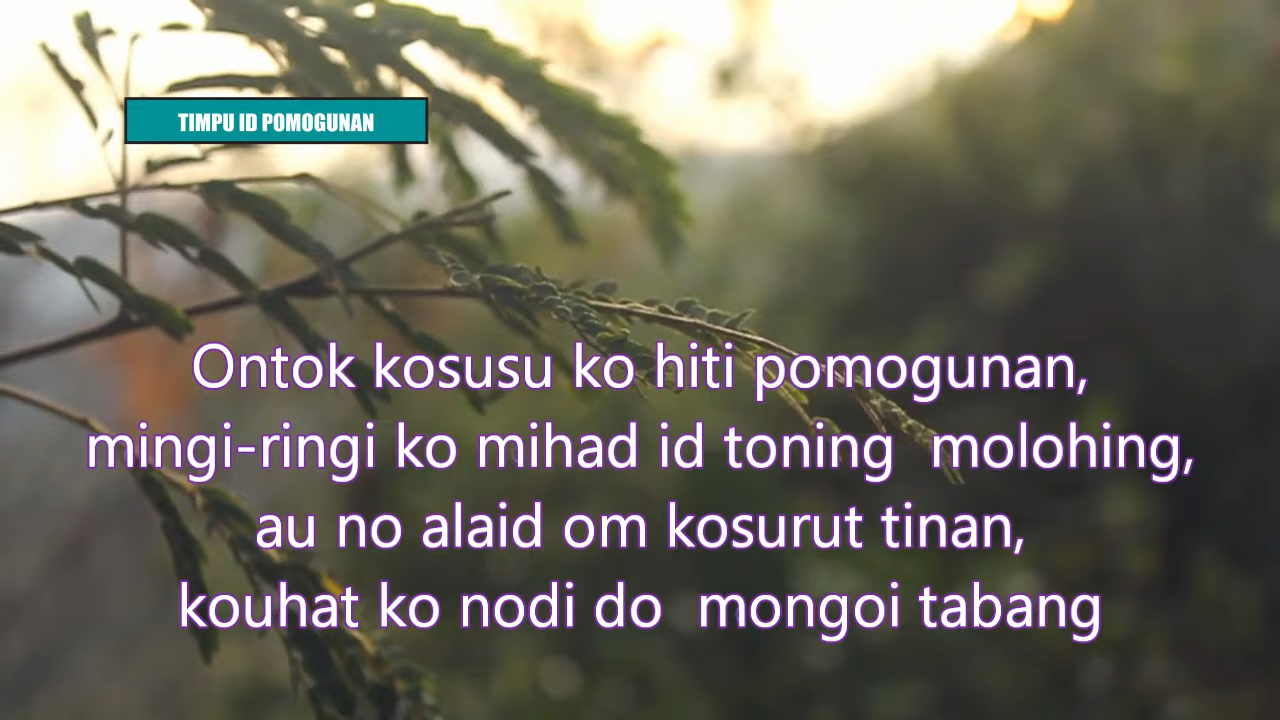 TIMPU ID POMOGUNAN
Ontok kosusu ko hiti pomogunan,
mingi-ringi ko mihad id toning molohing,
au no alaid om kosurut tinan,
kouhat ko nodi do mongoi tabang